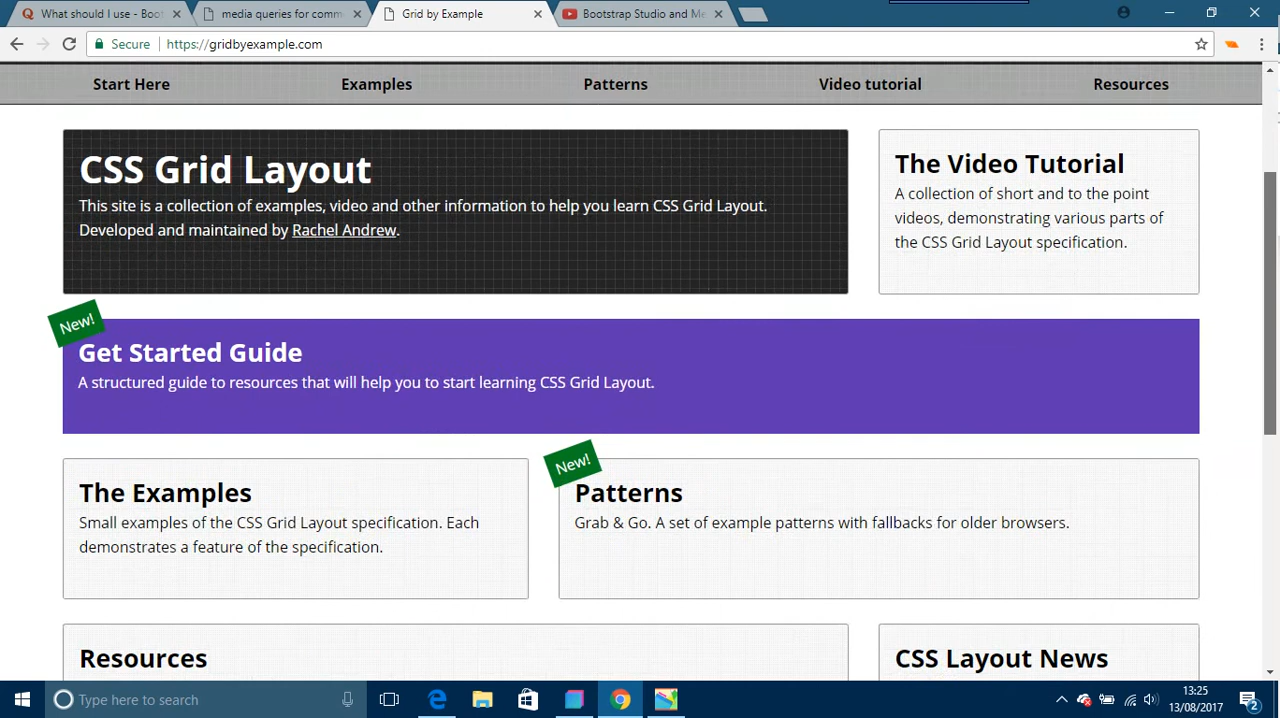 What should I use - Boot
media queries for comm
Grid by Example
Bootstrap Studio and Me
Secure
https://gridbyexample.com
Start Here
Examples
Patterns
Video tutorial
Resources
CSS Grid Layout
This site is a collection of examples, video and other information to help you learn CSS Grid Layout.
Developed and maintained by Rachel Andrew.
The Video Tutorial
A collection of short and to the point
videos, demonstrating various parts of
the CSS Grid Layout specification.
New!
Get Started Guide
A structured guide to resources that will help you to start learning CSS Grid Layout.
The Examples
Small examples of the CSS Grid Layout specification. Each
demonstrates a feature of the specification.
New!
Patterns
Grab & Go. A set of example patterns with fallbacks for older browsers.
Resources
CSS Layout News
Type here to search
13:25
13/08/2017
2